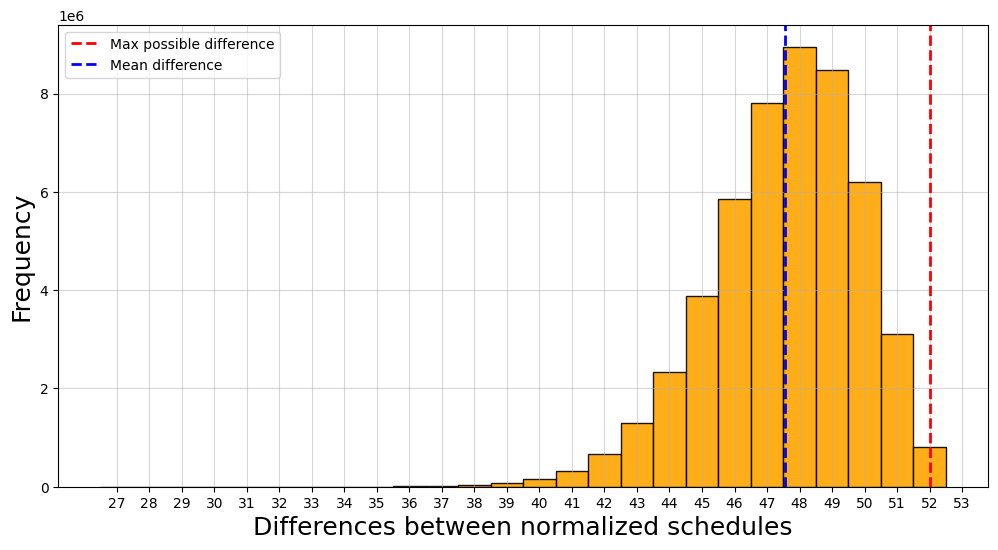 1e6
Max possible difference
Mean difference
8
6
4
2
0
Frequency
27 28 29 30 31 32 33 34 35 36 37 38 39 40 41 42 43 44 45 46 47 48 49 50 51 52 53
Differences between normalized schedules